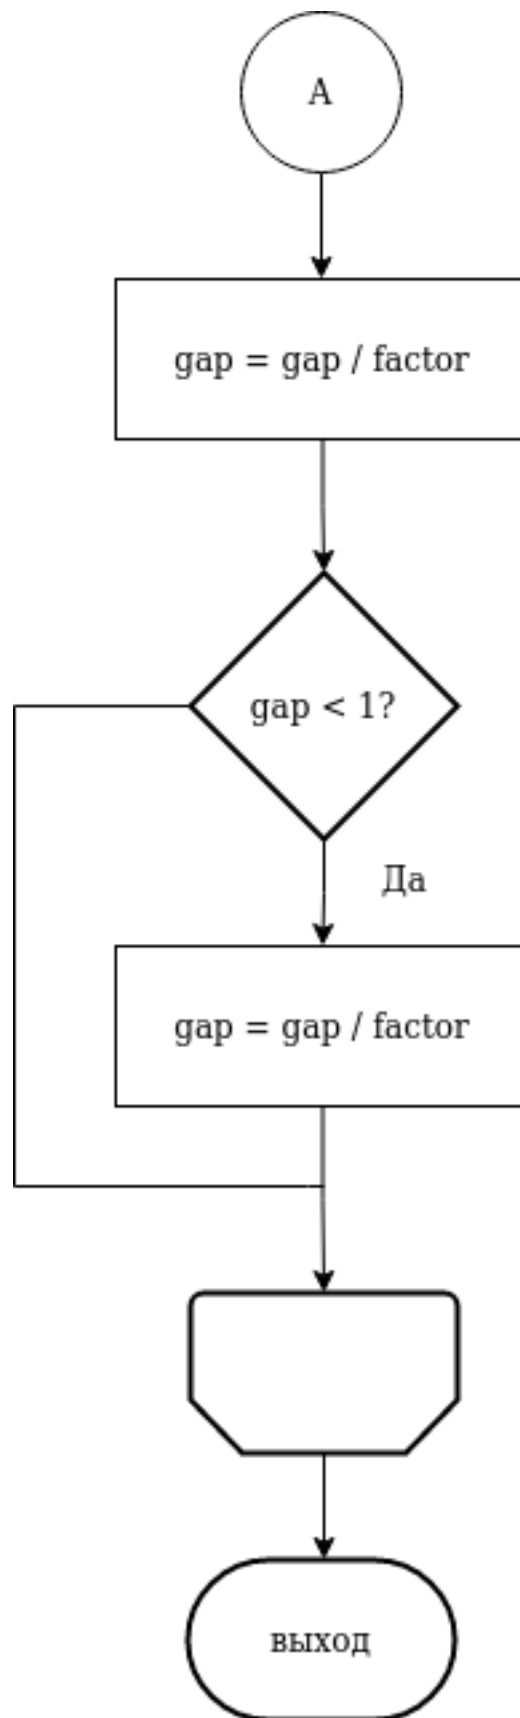 А
gap = gap / factor
gap < 1?
Да
gap = gap / factor
выход